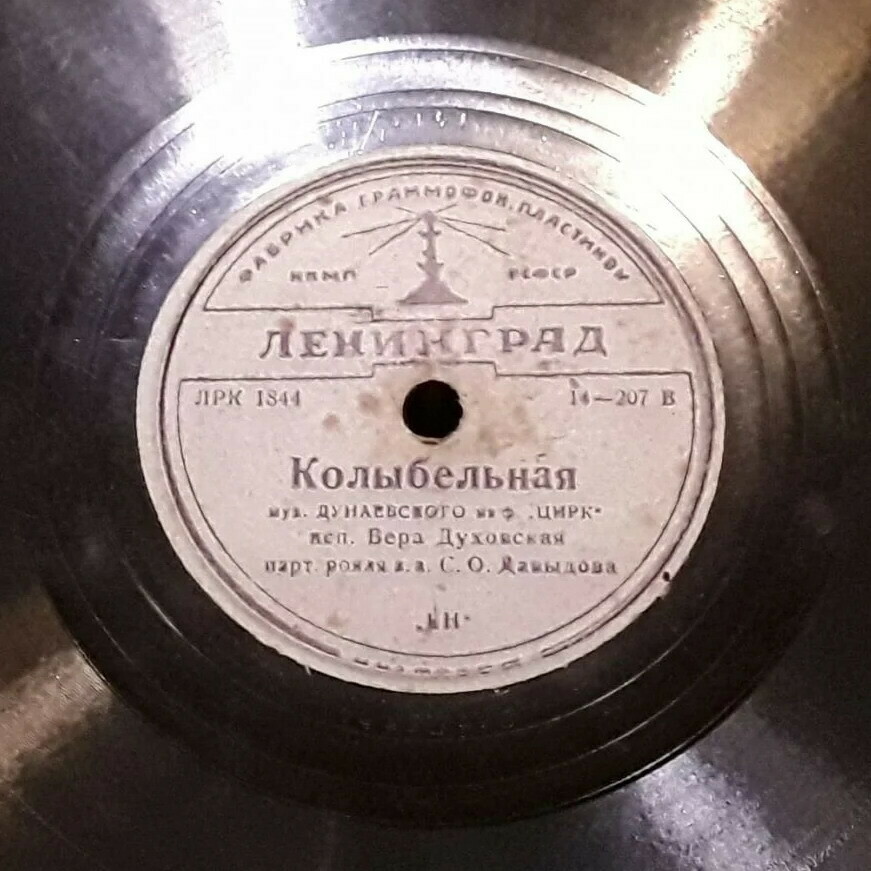 ФАБРИКА ГРАММОФОН. ПЛАСТИНОК
НКМП РСФСР
ЛЕНИНГРАД
ЛРК 1844 14—207 В
Колыбельная
муз. ДУНАЕВСКОГО из ф. „ЦИРК“
исп. Вера Духовская
парт. рояля з. а. С. О. Давыдова